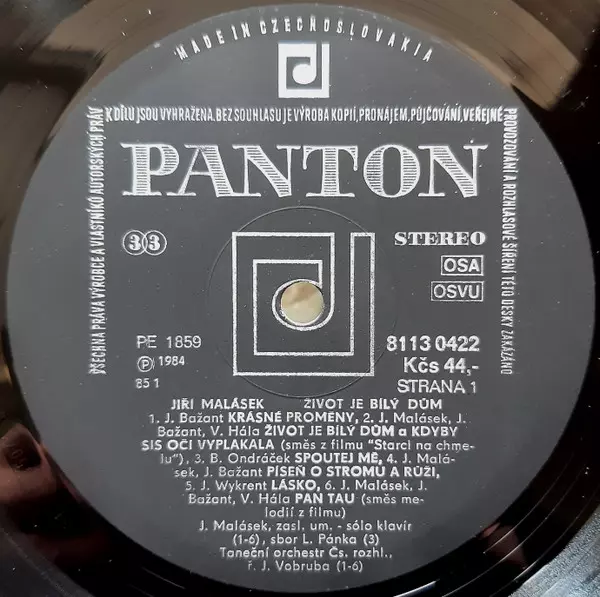 MADE IN CZECHOSLOVAKIA
VŠECHNA PRÁVA VÝROBCE A VLASTNÍKŮ AUTORSKÝCH PRÁV
K DÍLU JSOU VYHRAŽENA. BEZ SOUHLASU JE VÝROBA KOPIÍ, PRONÁJEM, PŮJČOVÁNÍ, VEŘEJNÉ
PROVOZOVÁNÍ A ROZHLASOVÉ ŠÍŘENÍ TÉTO DESKY ZAKÁZÁNO
PANTON
33
STEREO
OSA
OSVU
PE 1859
℗ 1984
85 1
8113 0422
Kčs 44,-
STRANA 1
JIŘÍ MALÁSEK ŽIVOT JE BÍLÝ DŮM
1. J. Bažant KRÁSNÉ PROMĚNY, 2. J. Malásek, J.
Bažant, V. Hála ŽIVOT JE BÍLÝ DŮM a KDYBY
SIS OČI VYPLAKALA (směs z filmu "Starci na chme-
lu"), 3. B. Ondráček SPOUTEJ MĚ, 4. J. Malá-
sek, J. Bažant PÍSEŇ O STROMU A RŮŽI,
5. J. Wykrent LÁSKO, 6. J. Malásek, J.
Bažant, V. Hála PAN TAU (směs me-
lodií z filmu)
J. Malásek, zasl. um. - sólo klavír
(1-6), sbor L. Pánka (3)
Taneční orchestr Čs. rozhl.,
ř. J. Vobruba (1-6)